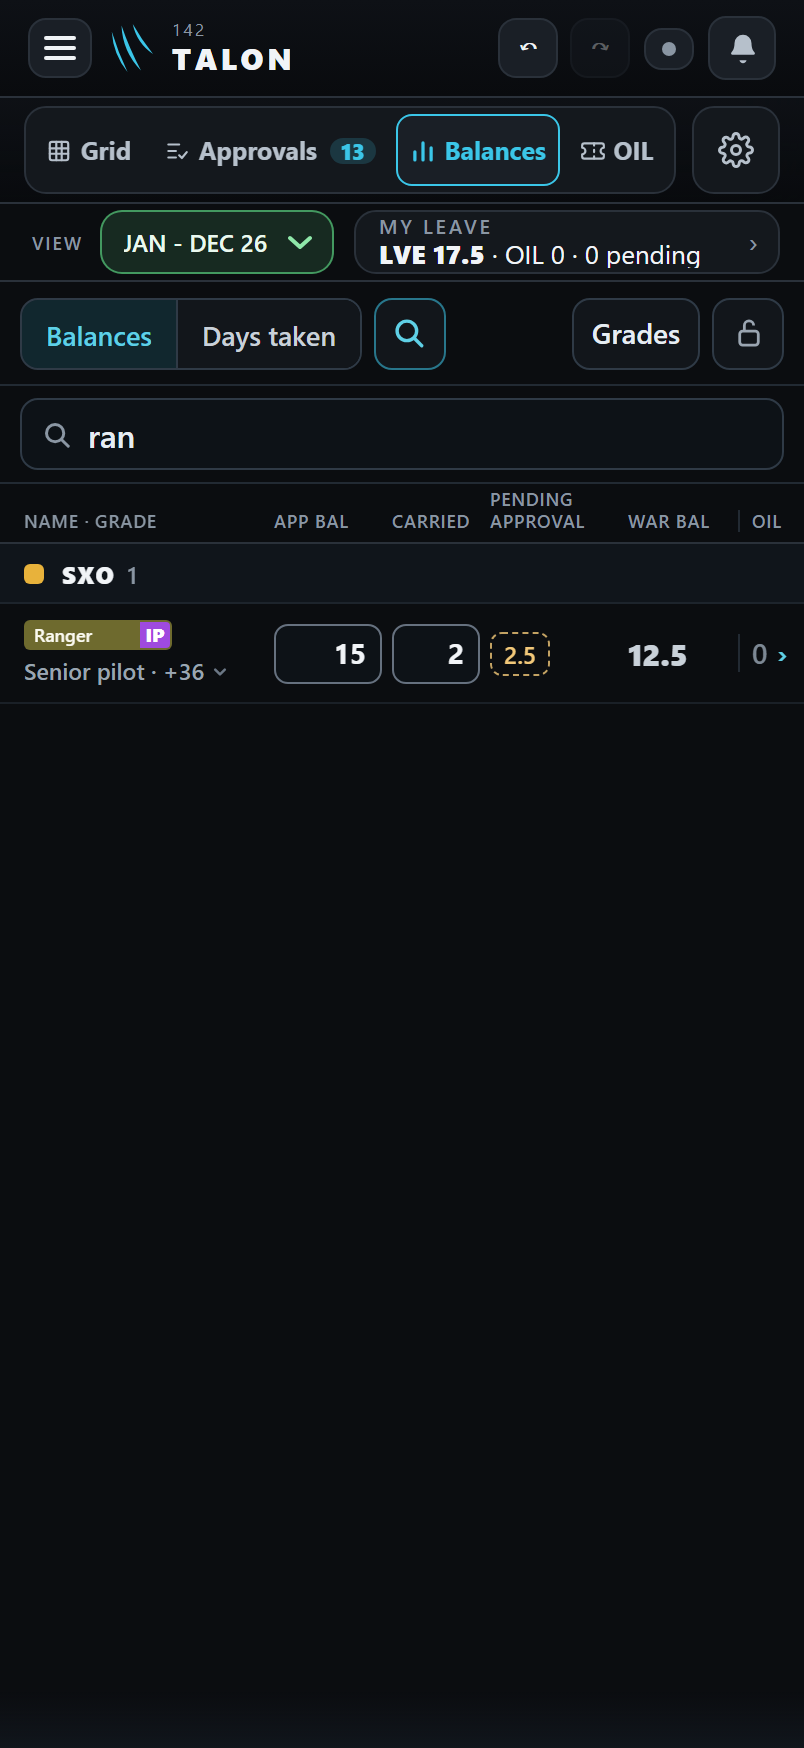 142
TALON
Grid
Approvals 13
Balances
OIL
VIEW
JAN - DEC 26
MY LEAVE
LVE 17.5 · OIL 0 · 0 pending
Balances
Days taken
Grades
ran
NAME · GRADE
APP BAL
CARRIED
PENDING
APPROVAL
WAR BAL
OIL
SXO 1
Ranger IP
Senior pilot · +36
15
2
2.5
12.5
0